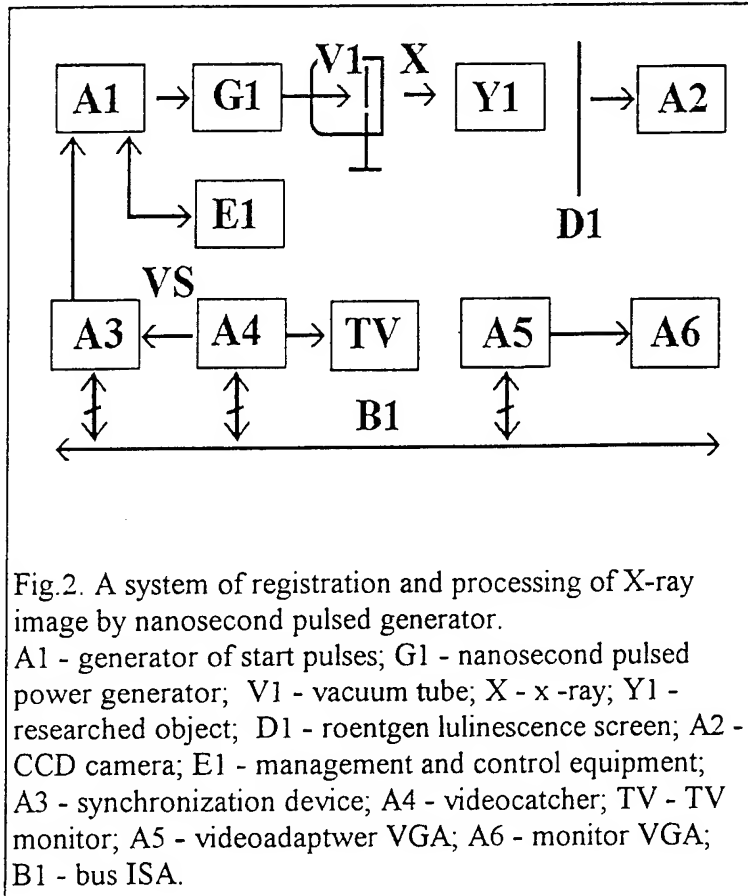 A1 G1 V1 X Y1 A2
E1 D1
VS
A3 A4 TV A5 A6
B1
Fig.2. A system of registration and processing of X-ray
image by nanosecond pulsed generator.
A1 - generator of start pulses; G1 - nanosecond pulsed
power generator; V1 - vacuum tube; X - x -ray; Y1 -
researched object; D1 - roentgen lulinescence screen; A2 -
CCD camera; E1 - management and control equipment;
A3 - synchronization device; A4 - videocatcher; TV - TV
monitor; A5 - videoadaptwer VGA; A6 - monitor VGA;
B1 - bus ISA.